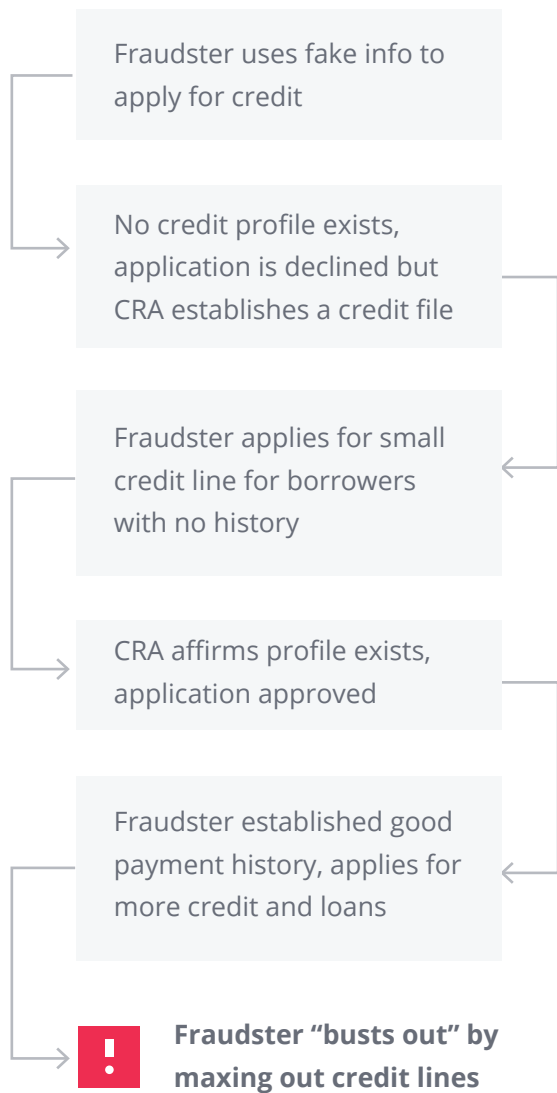 Fraudster uses fake info to
apply for credit
No credit profile exists,
application is declined but
CRA establishes a credit file
Fraudster applies for small
credit line for borrowers
with no history
CRA affirms profile exists,
application approved
Fraudster established good
payment history, applies for
more credit and loans
!
Fraudster “busts out” by
maxing out credit lines